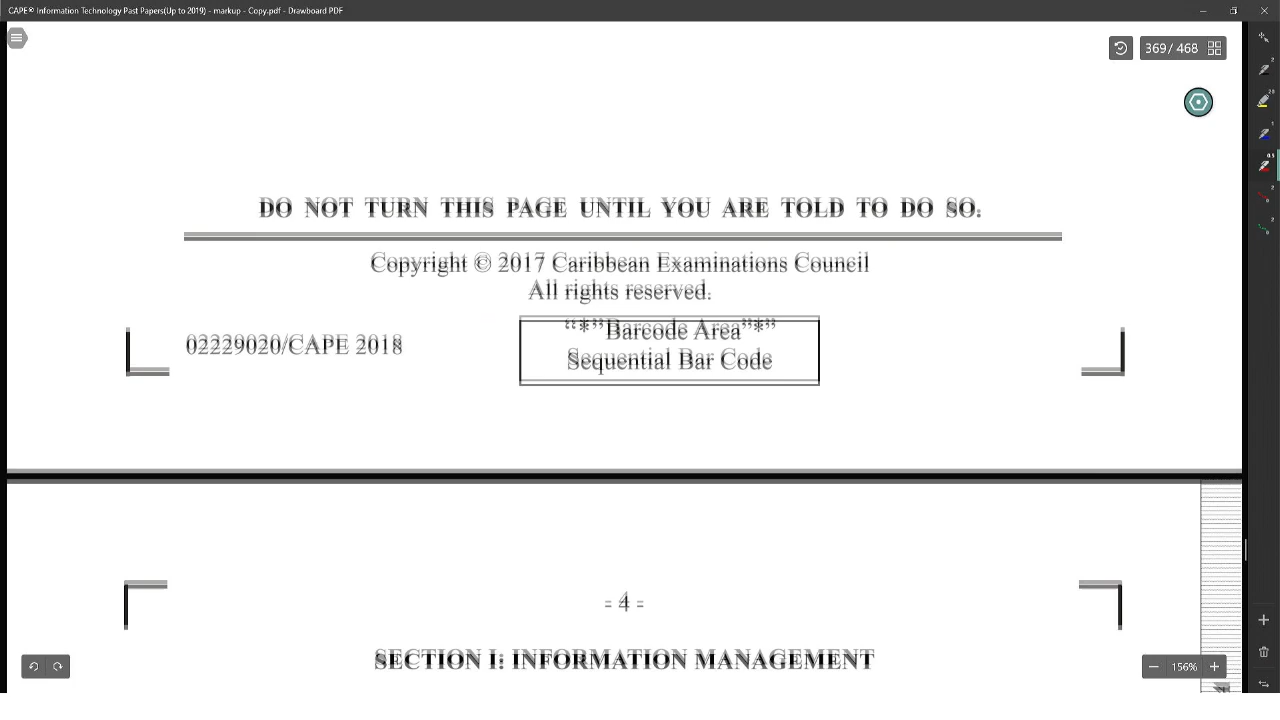 CAPE® Information Technology Past Papers(Up to 2019) - markup - Copy.pdf - Drawboard PDF
369 / 468
DO NOT TURN THIS PAGE UNTIL YOU ARE TOLD TO DO SO.
Copyright © 2017 Caribbean Examinations Council
All rights reserved.
02229020/CAPE 2018
“*”Barcode Area”*”
Sequential Bar Code
- 4 -
SECTION I: INFORMATION MANAGEMENT
156%